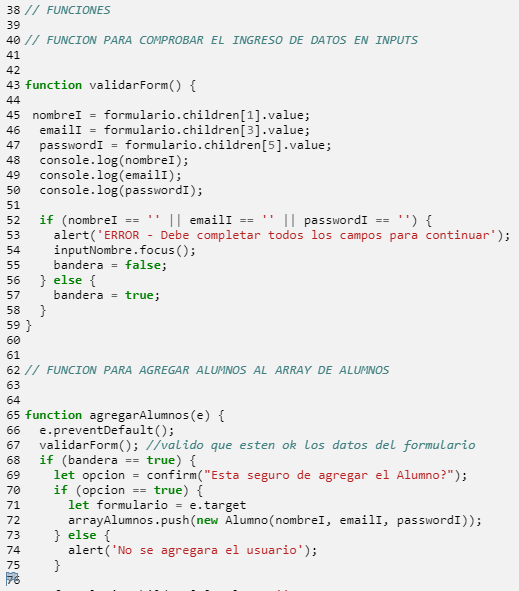 38 // FUNCIONES
39
40 // FUNCION PARA COMPROBAR EL INGRESO DE DATOS EN INPUTS
41
42
43 function validarForm() {
44
45 nombreI = formulario.children[1].value;
46 emailI = formulario.children[3].value;
47 passwordI = formulario.children[5].value;
48 console.log(nombreI);
49 console.log(emailI);
50 console.log(passwordI);
51
52 if (nombreI == '' || emailI == '' || passwordI == '') {
53 alert('ERROR - Debe completar todos los campos para continuar');
54 inputNombre.focus();
55 bandera = false;
56 } else {
57 bandera = true;
58 }
59 }
60
61
62 // FUNCION PARA AGREGAR ALUMNOS AL ARRAY DE ALUMNOS
63
64
65 function agregarAlumnos(e) {
66 e.preventDefault();
67 validarForm(); //valido que esten ok los datos del formulario
68 if (bandera == true) {
69 let opcion = confirm("Esta seguro de agregar el Alumno?");
70 if (opcion == true) {
71 let formulario = e.target
72 arrayAlumnos.push(new Alumno(nombreI, emailI, passwordI));
73 } else {
74 alert('No se agregara el usuario');
75 }
76